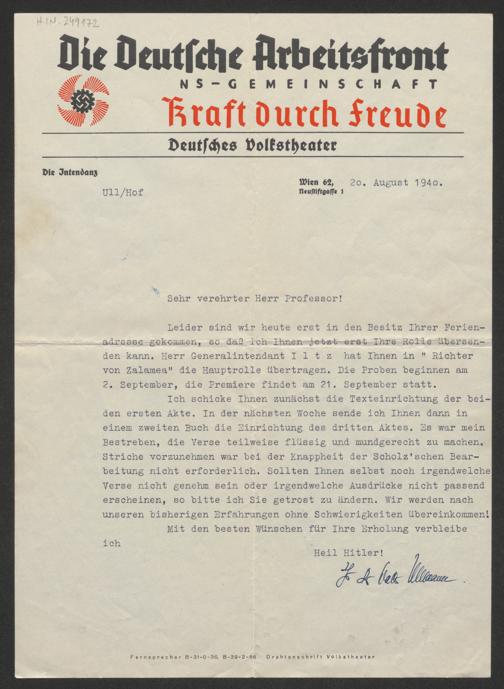 H.I.N. 249172
Die Deutsche Arbeitsfront
NS-GEMEINSCHAFT
Kraft durch Freude
Deutsches Volkstheater
Die Intendanz
Wien 62, 2o. August 194o.
Neustiftgasse 1
Ull/Hof
Sehr verehrter Herr Professor!
Leider sind wir heute erst in den Besitz Ihrer Ferien-
adresse gekommen, so daß ich Ihnen jetzt erst Ihre Rolle übersen-
den kann. Herr Generalintendant I l t z hat Ihnen in " Richter
von Zalamea" die Hauptrolle übertragen. Die Proben beginnen am
2. September, die Premiere findet am 21. September statt.
Ich schicke Ihnen zunächst die Texteinrichtung der bei-
den ersten Akte. In der nächsten Woche sende ich Ihnen dann in
einem zweiten Buch die Einrichtung des dritten Aktes. Es war mein
Bestreben, die Verse teilweise flüssig und mundgerecht zu machen.
Striche vorzunehmen war bei der Knappheit der Scholz'schen Bear-
beitung nicht erforderlich. Sollten Ihnen selbst noch irgendwelche
Verse nicht genehm sein oder irgendwelche Ausdrücke nicht passend
erscheinen, so bitte ich Sie getrost zu ändern. Wir werden nach
unseren bisherigen Erfahrungen ohne Schwierigkeiten übereinkommen!
Mit den besten Wünschen für Ihre Erholung verbleibe
ich
Heil Hitler!
Ihr Dr
Fernsprecher B-31-0-35, B-39-2-66 Drahtanschrift Volkstheater